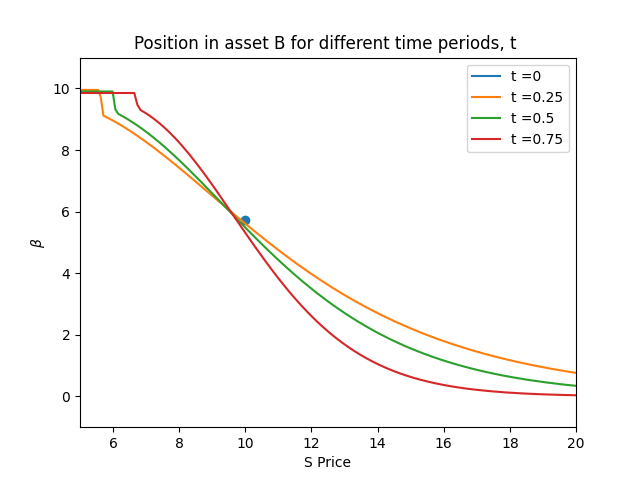 Position in asset B for different time periods, t
t =0
t =0.25
t =0.5
t =0.75
β
10
8
6
4
2
0
6 8 10 12 14 16 18 20
S Price